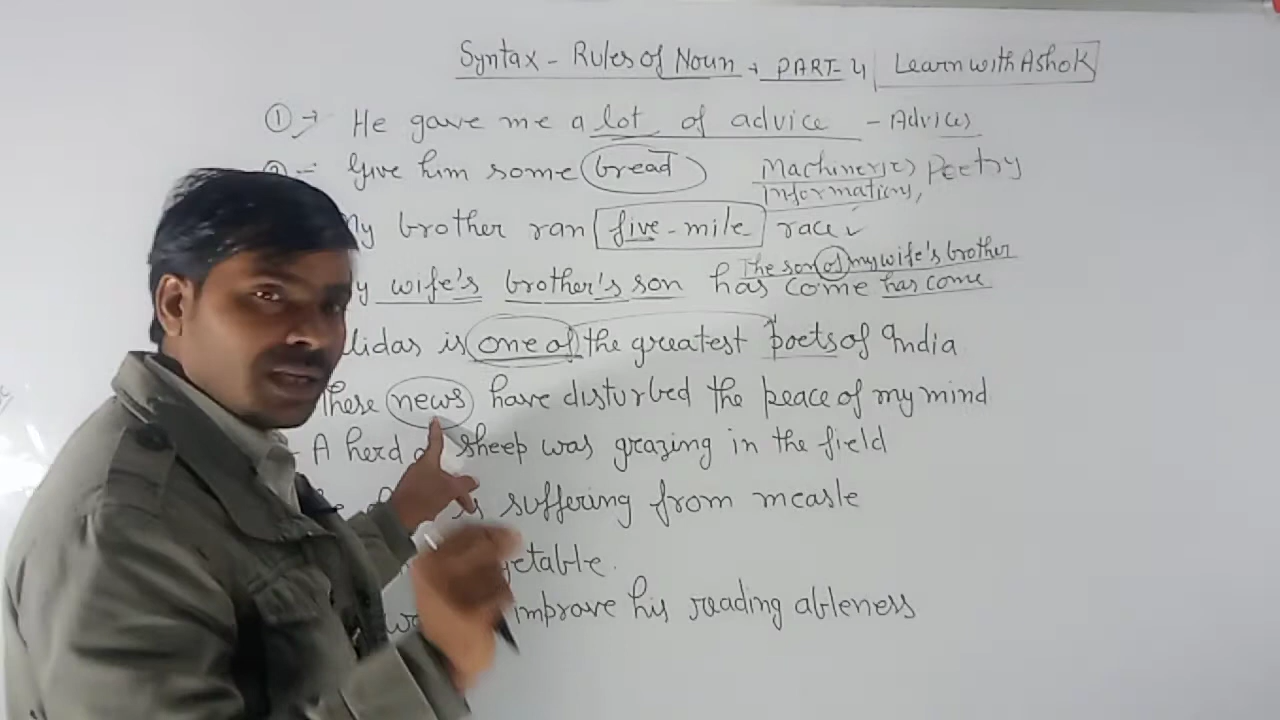 Syntax - Rules of Noun, PART-4 Learn with Ashok
① → He gave me a lot of advice - Advices
Give him some bread Machiner(e) Poetry
informations,
My brother ran five-mile race ✓
The son of my wife's brother
wife's brother's son has come has come
lidas is one of the greatest poets of India
These news have disturbed the peace of my mind
- A herd of sheep was grazing in the field
is suffering from measle
getable.
improve his reading ableness